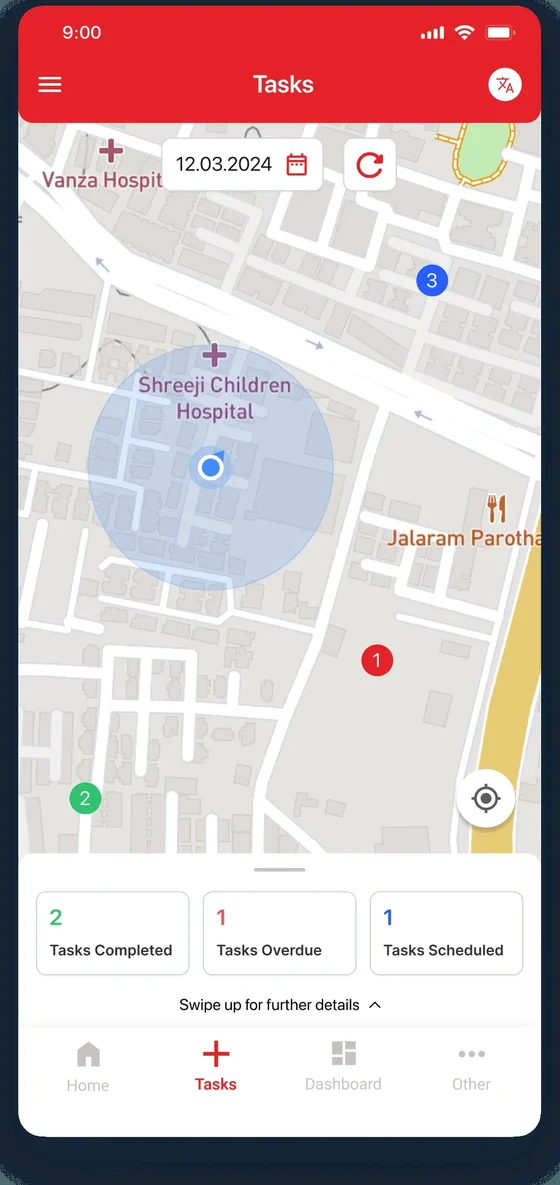 9:00
Tasks
Vanza Hospit
12.03.2024
3
Shreeji Children
Hospital
Jalaram Parotha
1
2
2
Tasks Completed
1
Tasks Overdue
1
Tasks Scheduled
Swipe up for further details
Home
Tasks
Dashboard
Other